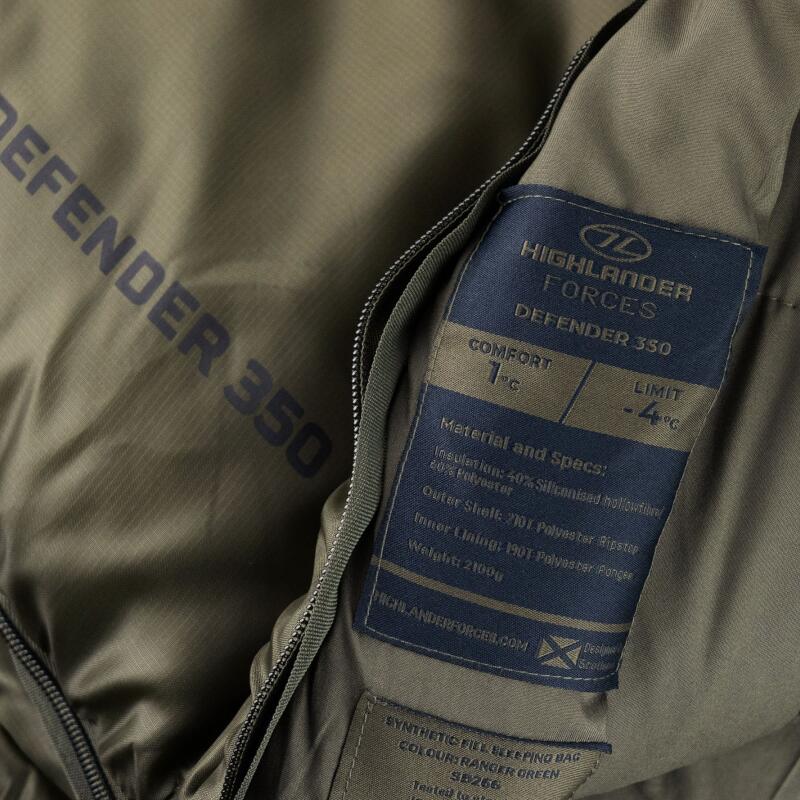 DEFENDER 350
HIGHLANDER
FORCES
DEFENDER 350
COMFORT
1°C
LIMIT
-4°C
Material and Specs:
Insulation: 40% Siliconised hollowfibre/
60% Polyester
Outer Shell: 210T Polyester Ripstop
Inner Lining: 190T Polyester Pongee
Weight: 2100g
HIGHLANDERFORCES.COM
SYNTHETIC FILL SLEEPING BAG
COLOUR: RANGER GREEN
SB266
Tested to